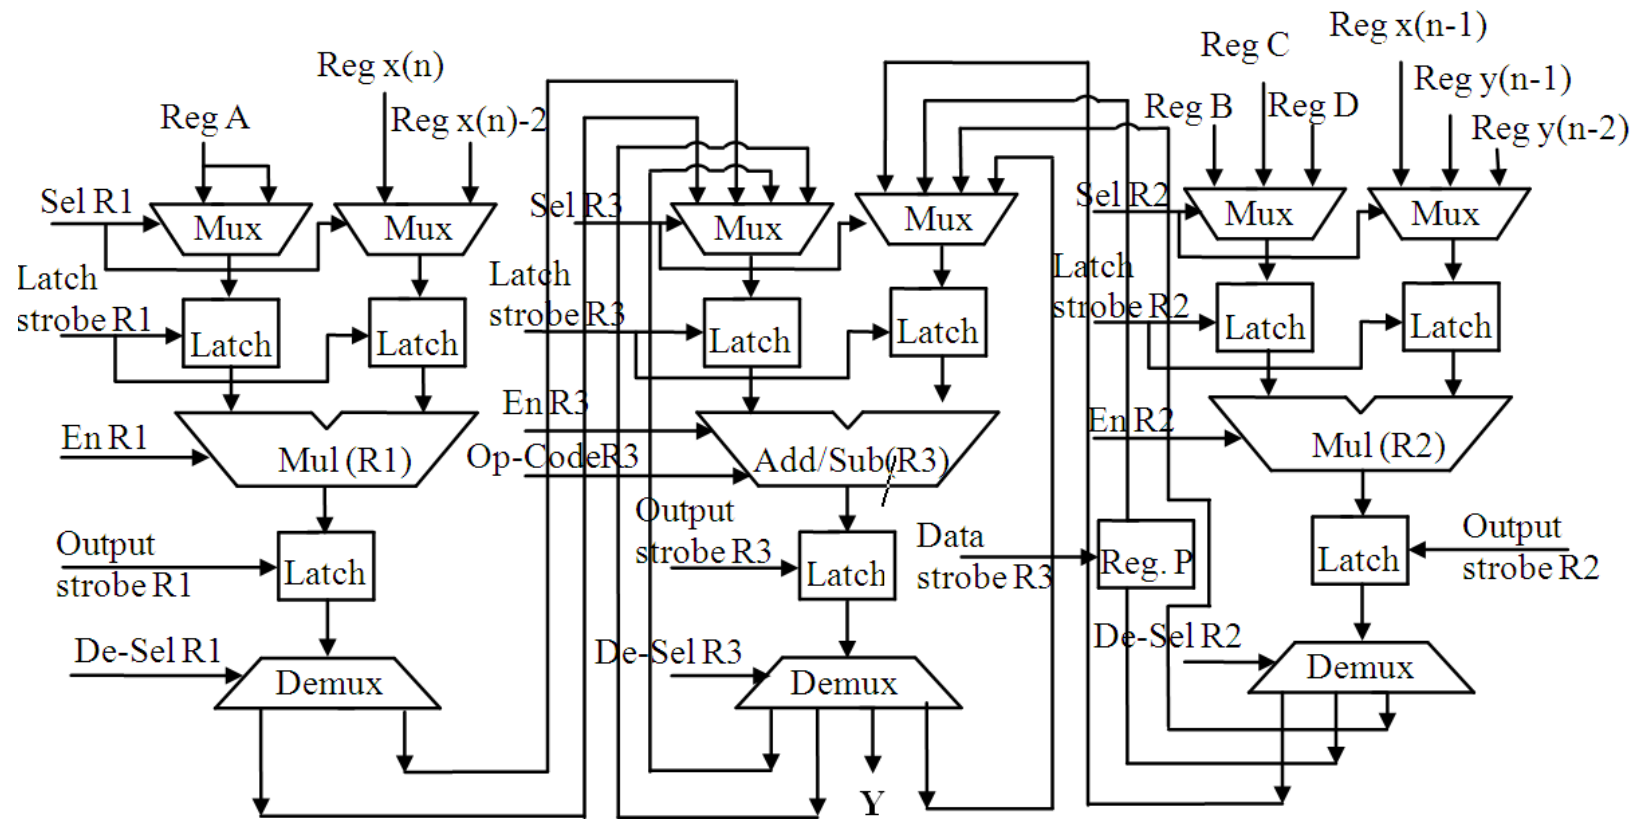 Reg x(n-1)
Reg C
Reg x(n)
Reg y(n-1)
Reg A
Reg x(n)-2
Reg B
Reg D
Reg y(n-2)
Sel R1
Sel R3
Sel R2
Mux
Mux
Mux
Mux
Mux
Mux
Latch
strobe R1
Latch
strobe R3
Latch
strobe R2
Latch
Latch
Latch
Latch
Latch
Latch
En R1
En R3
En R2
Op-CodeR3
Mul (R1)
Add/Sub(R3)
Mul (R2)
Output
strobe R1
Output
strobe R3
Data
strobe R3
Output
strobe R2
Latch
Latch
Reg. P
Latch
De-Sel R1
De-Sel R3
De-Sel R2
Demux
Demux
Demux
Y